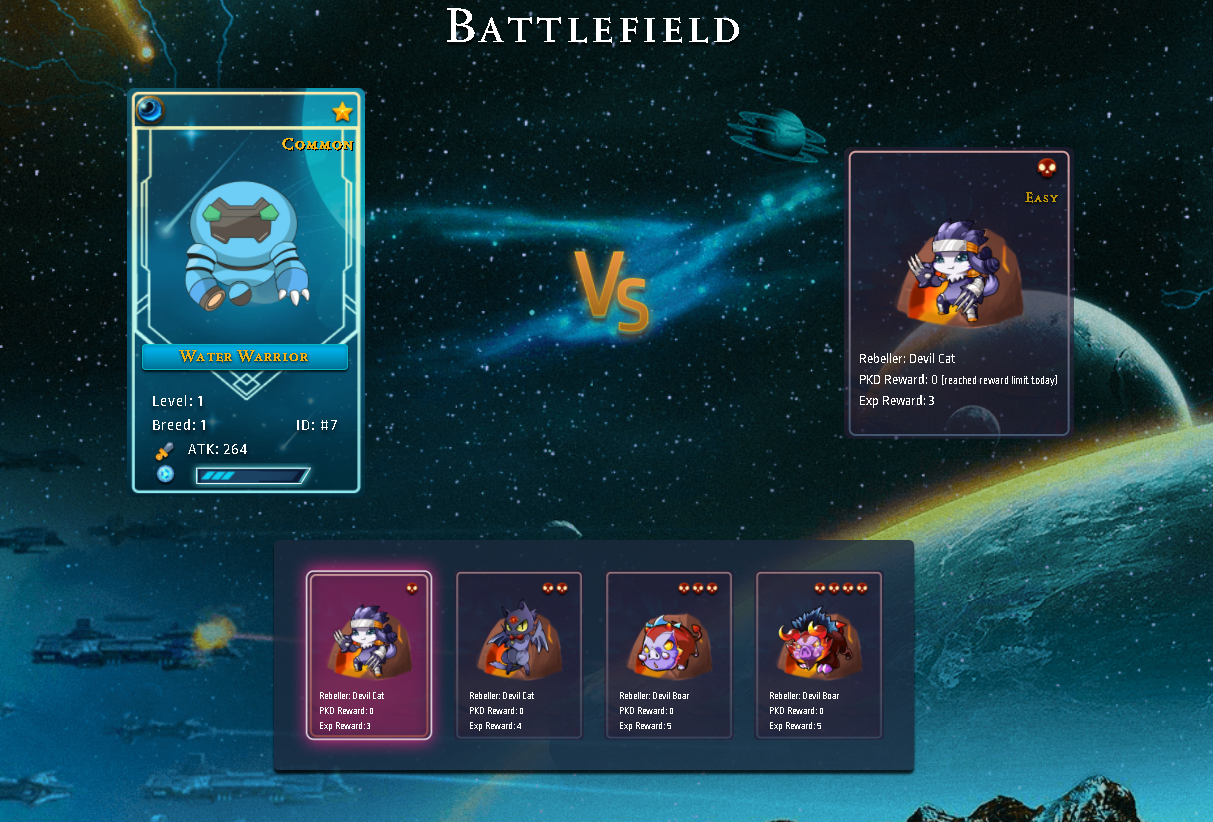 BATTLEFIELD
COMMON
WATER WARRIOR
Level: 1
Breed: 1 ID: #7
ATK: 264
VS
EASY
Rebeller: Devil Cat
PKD Reward: 0 (reached reward limit today)
Exp Reward: 3
Rebeller: Devil Cat
PKD Reward: 0
Exp Reward: 3
Rebeller: Devil Cat
PKD Reward: 0
Exp Reward: 4
Rebeller: Devil Boar
PKD Reward: 0
Exp Reward: 5
Rebeller: Devil Boar
PKD Reward: 0
Exp Reward: 5